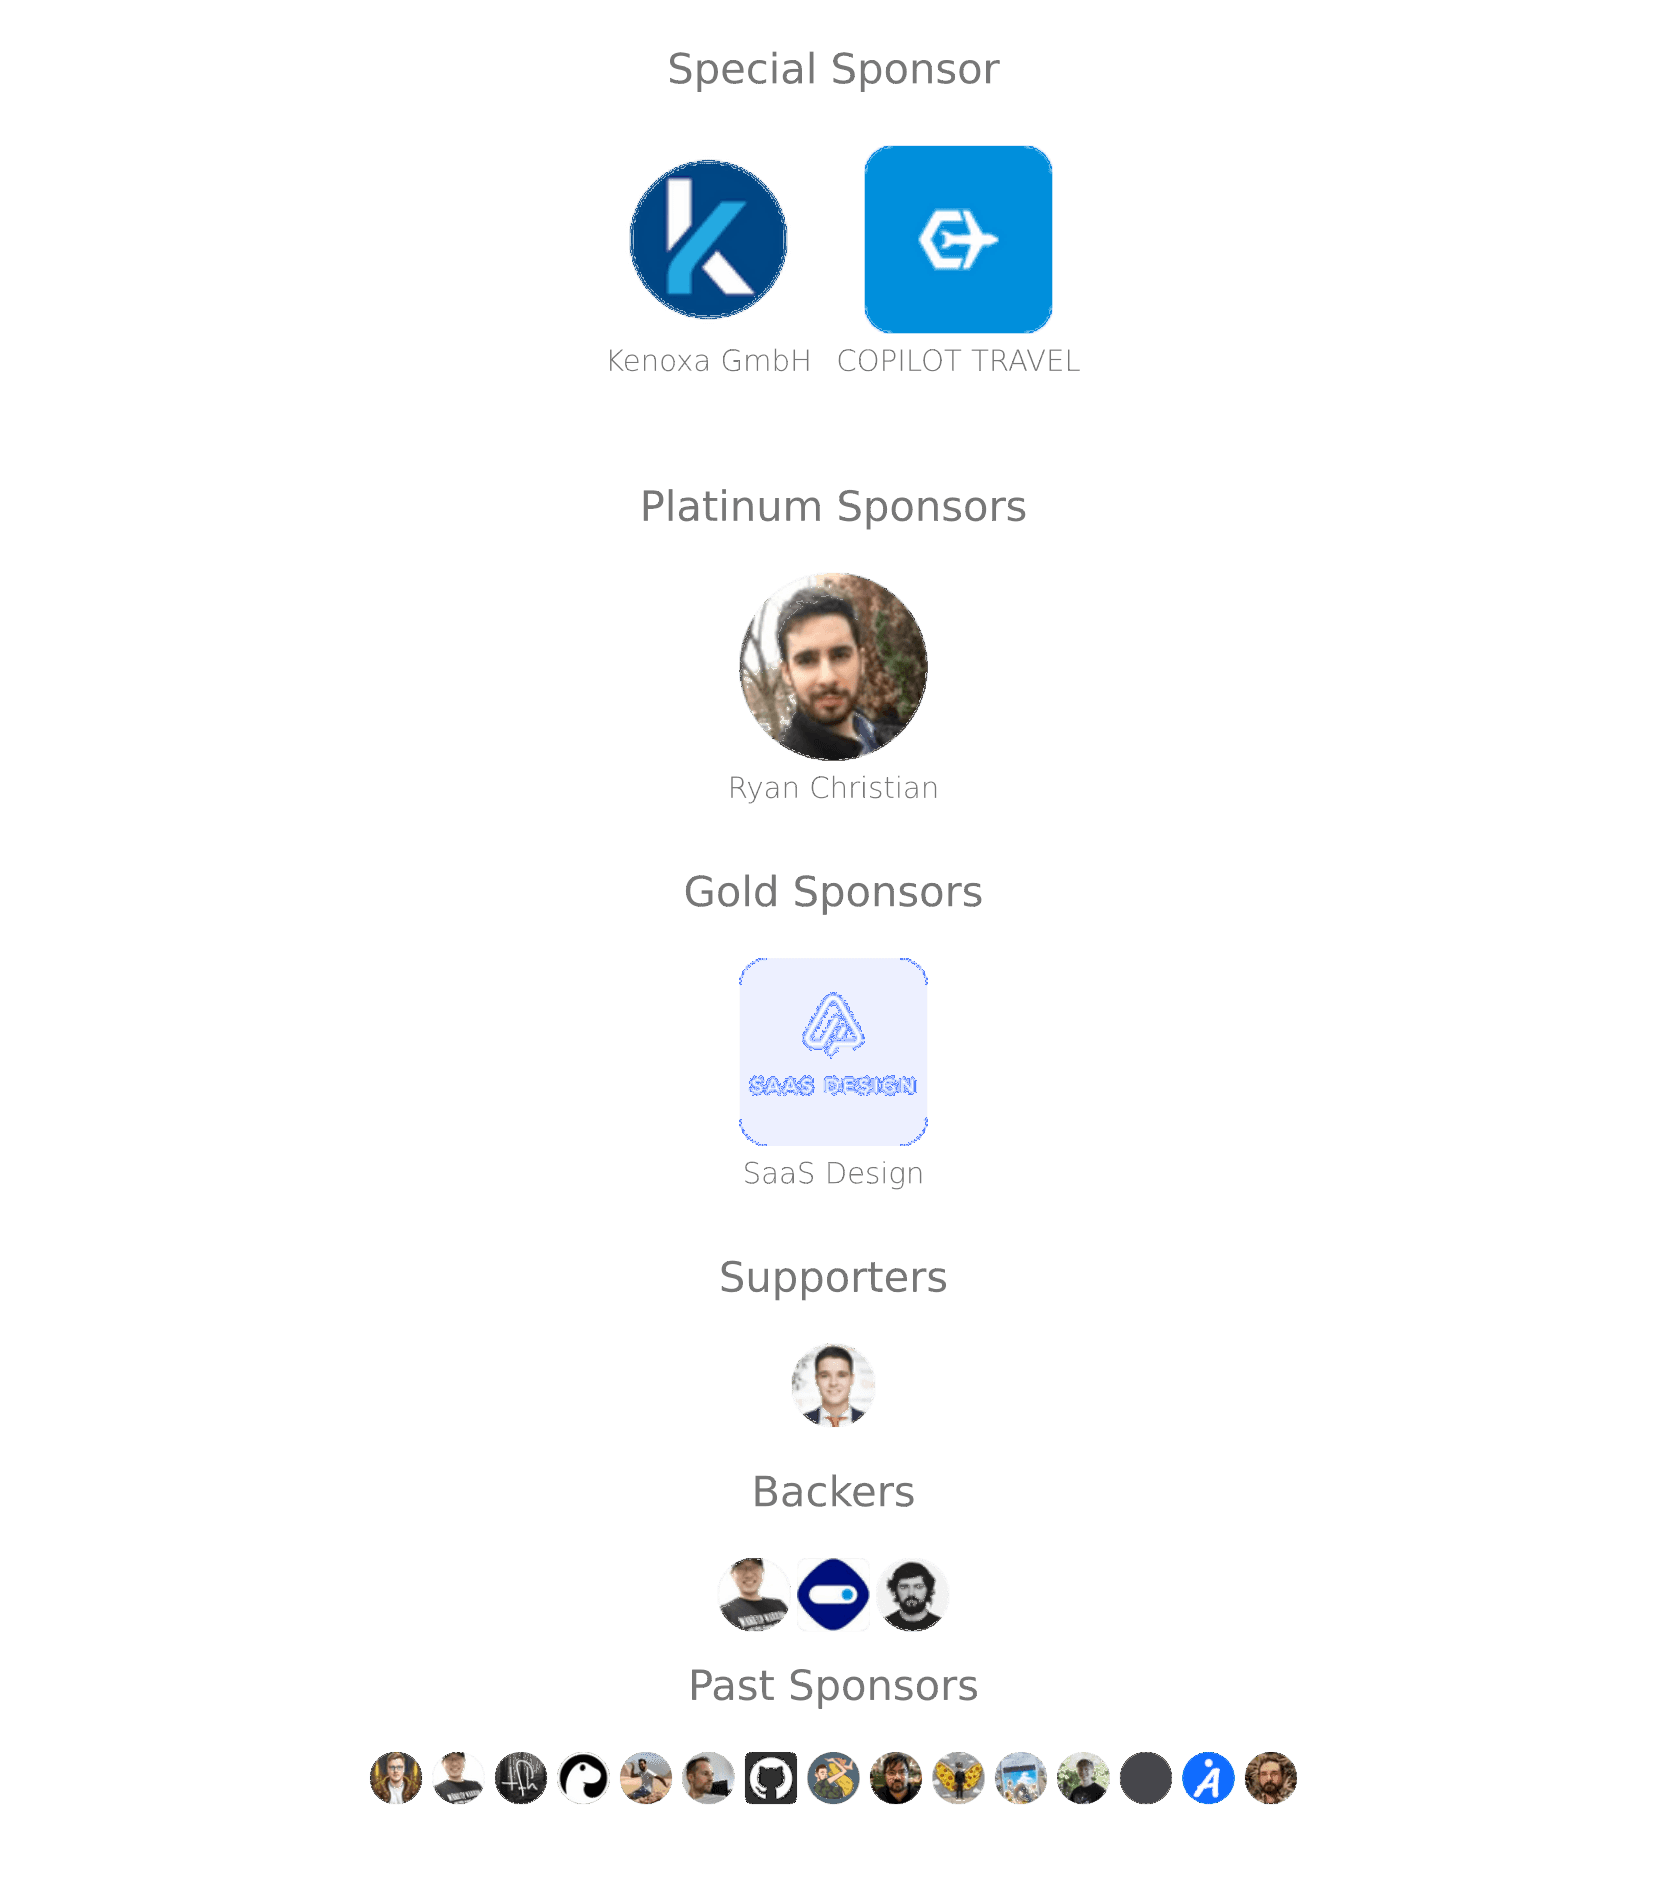 Special Sponsor
Kenoxa GmbH COPILOT TRAVEL
Platinum Sponsors
Ryan Christian
Gold Sponsors
SAAS DESIGN
SaaS Design
Supporters
Backers
Past Sponsors